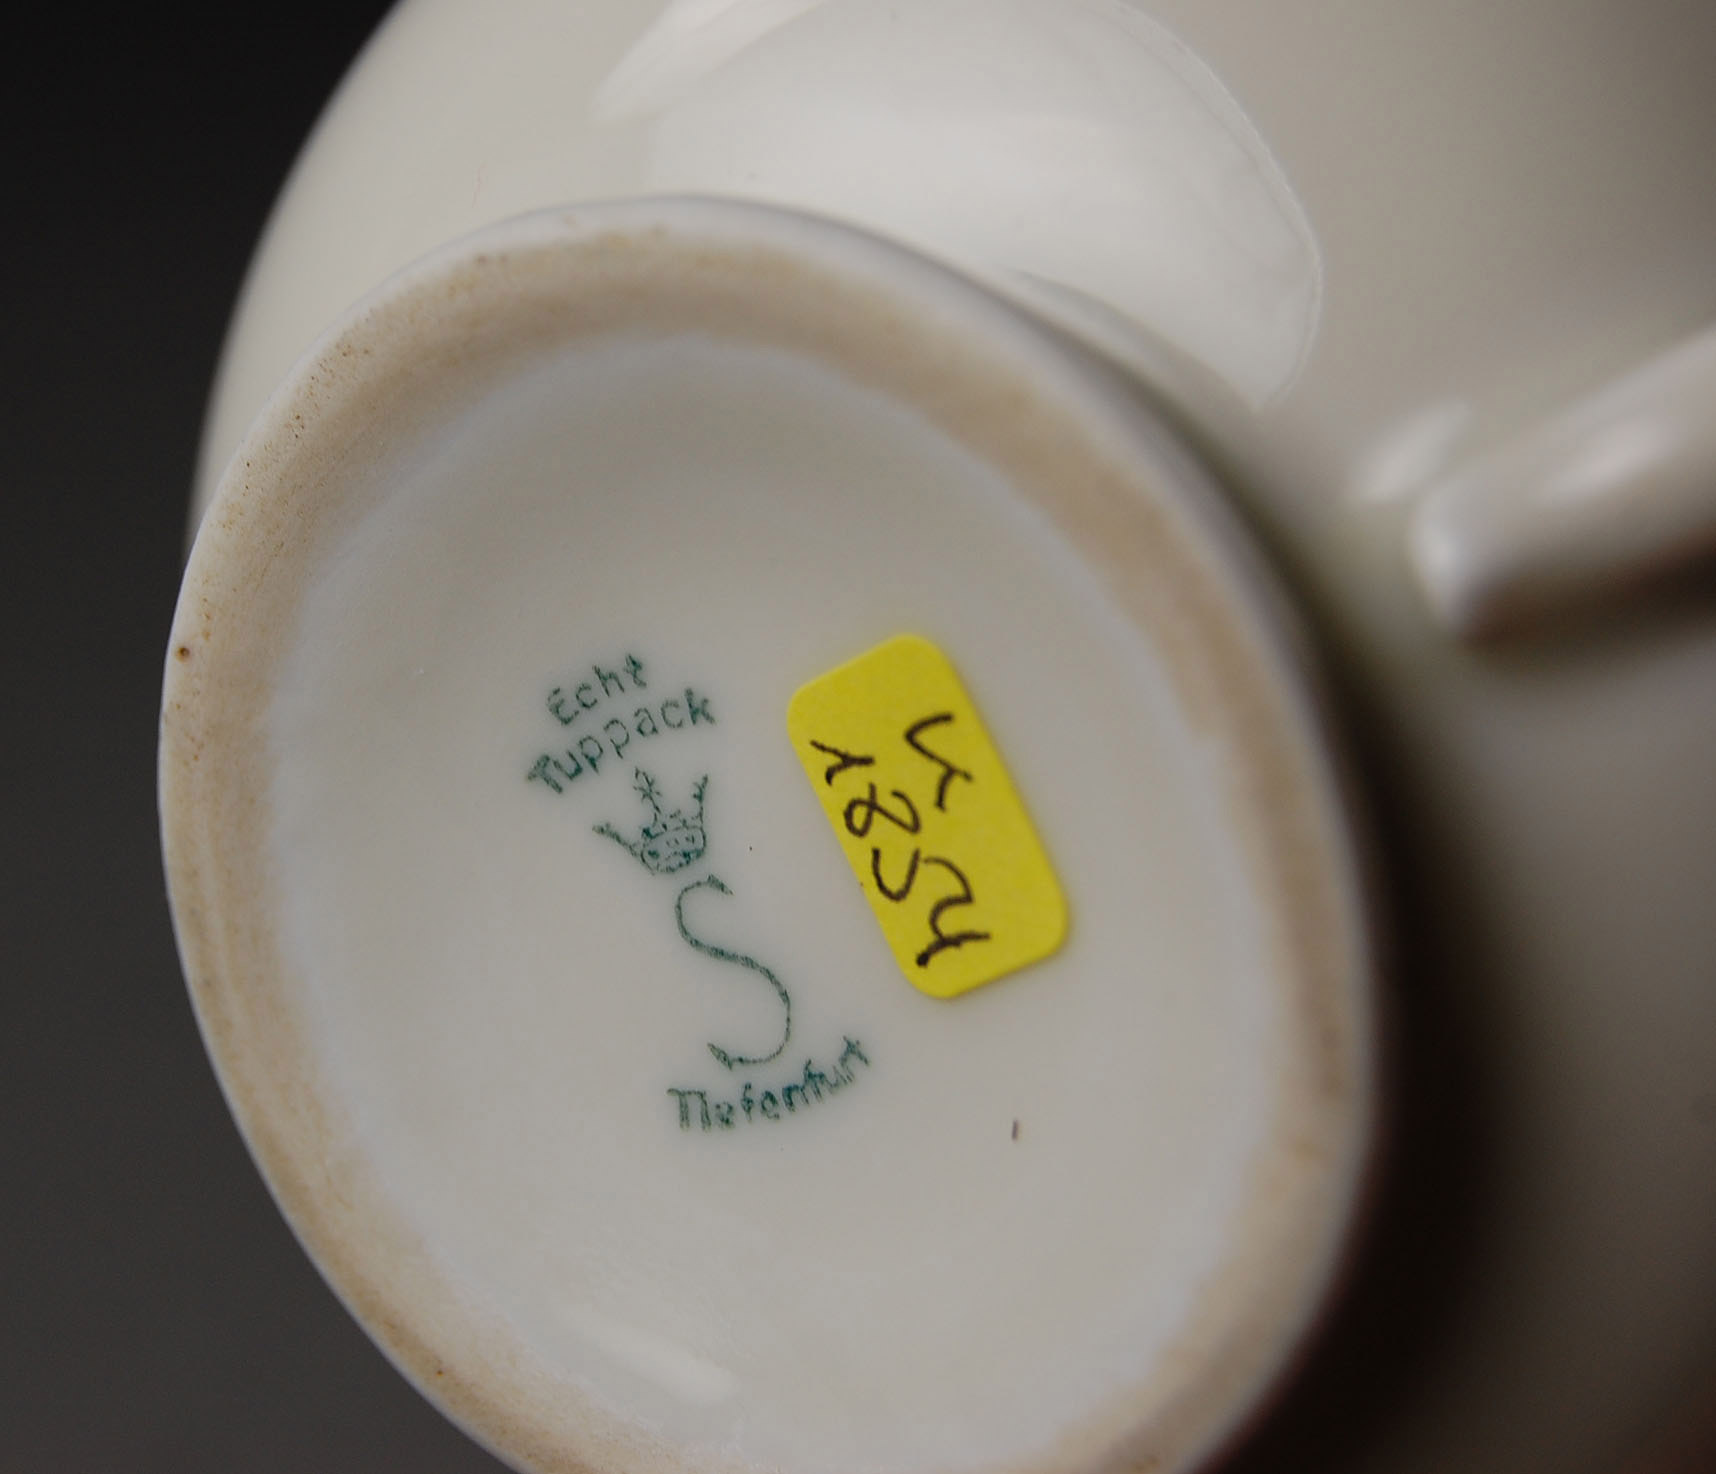 Echt
Tuppack
S
Tiefenfurt
K
1854